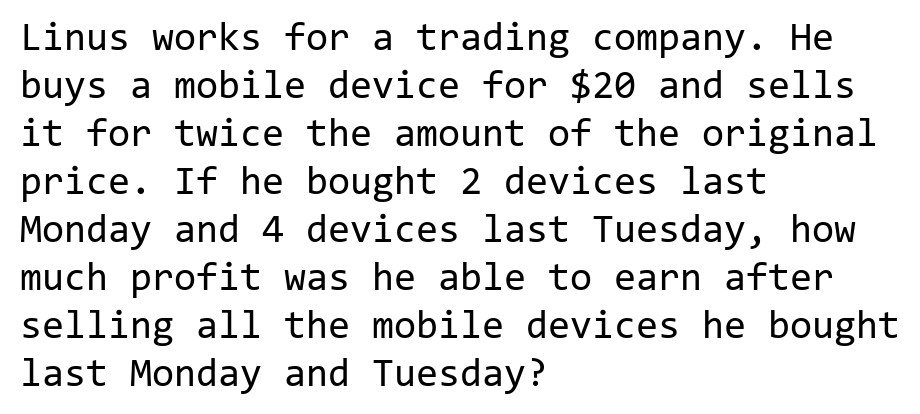 Linus works for a trading company. He
buys a mobile device for $20 and sells
it for twice the amount of the original
price. If he bought 2 devices last
Monday and 4 devices last Tuesday, how
much profit was he able to earn after
selling all the mobile devices he bought
last Monday and Tuesday?